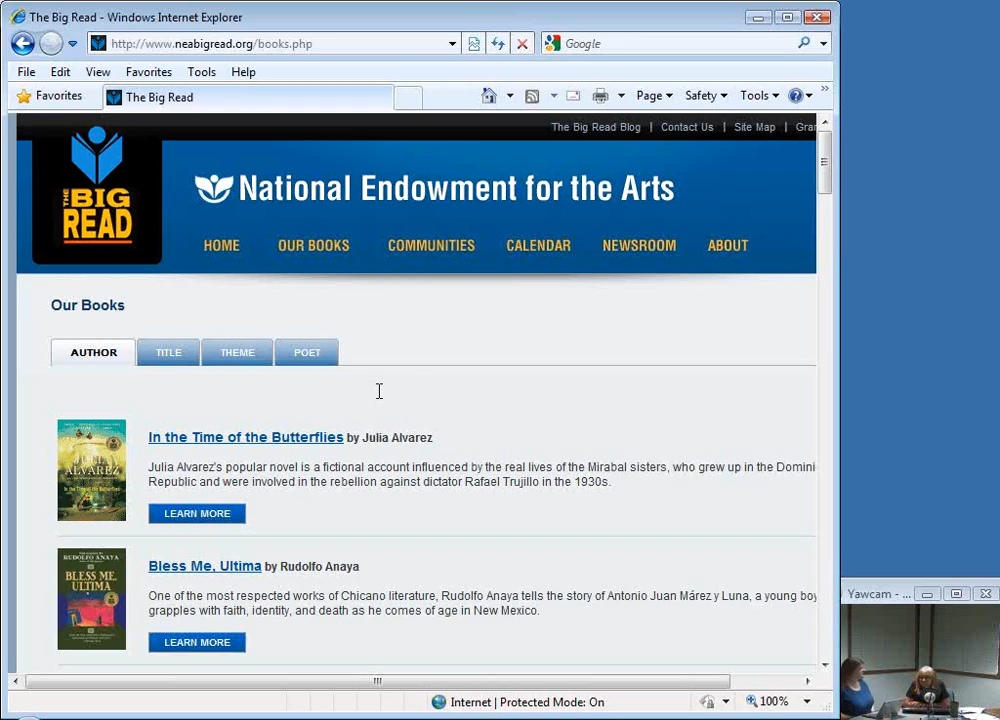 The Big Read - Windows Internet Explorer
http://www.neabigread.org/books.php
Google
File Edit View Favorites Tools Help
Favorites The Big Read Page Safety Tools
The Big Read Blog | Contact Us | Site Map | Gran
THE BIG READ
National Endowment for the Arts
HOME OUR BOOKS COMMUNITIES CALENDAR NEWSROOM ABOUT
Our Books
AUTHOR TITLE THEME POET
In the Time of the Butterflies by Julia Alvarez
JULIA ALVAREZ
In the Time of the Butterflies
Julia Alvarez's popular novel is a fictional account influenced by the real lives of the Mirabal sisters, who grew up in the Domini
Republic and were involved in the rebellion against dictator Rafael Trujillo in the 1930s.
LEARN MORE
RUDOLFO ANAYA
BLESS ME, ULTIMA
Bless Me, Ultima by Rudolfo Anaya
One of the most respected works of Chicano literature, Rudolfo Anaya tells the story of Antonio Juan Márez y Luna, a young boy
grapples with faith, identity, and death as he comes of age in New Mexico.
LEARN MORE
Yawcam - ...
Internet | Protected Mode: On
100%